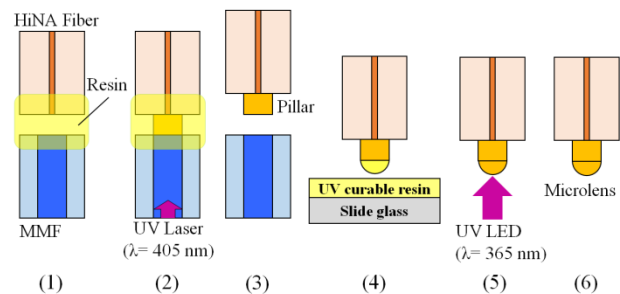 HiNA Fiber
Resin
Pillar
MMF
UV Laser
(λ= 405 nm)
UV curable resin
Slide glass
UV LED
(λ= 365 nm)
Microlens
(1)
(2)
(3)
(4)
(5)
(6)